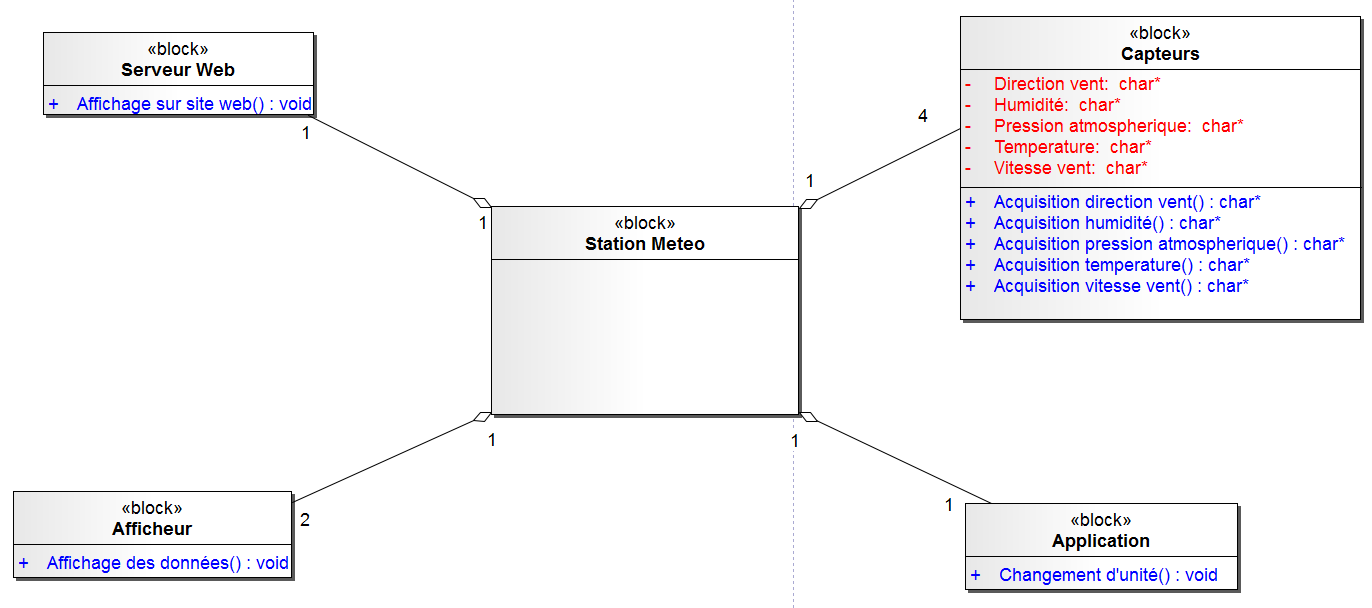 «block»
Serveur Web
+ Affichage sur site web() : void
1
1
«block»
Capteurs
- Direction vent: char*
- Humidité: char*
- Pression atmospherique: char*
- Temperature: char*
- Vitesse vent: char*
+ Acquisition direction vent() : char*
+ Acquisition humidité() : char*
+ Acquisition pression atmospherique() : char*
+ Acquisition temperature() : char*
+ Acquisition vitesse vent() : char*
4
1
«block»
Station Meteo
1
2
«block»
Afficheur
+ Affichage des données() : void
1
1
«block»
Application
+ Changement d'unité() : void